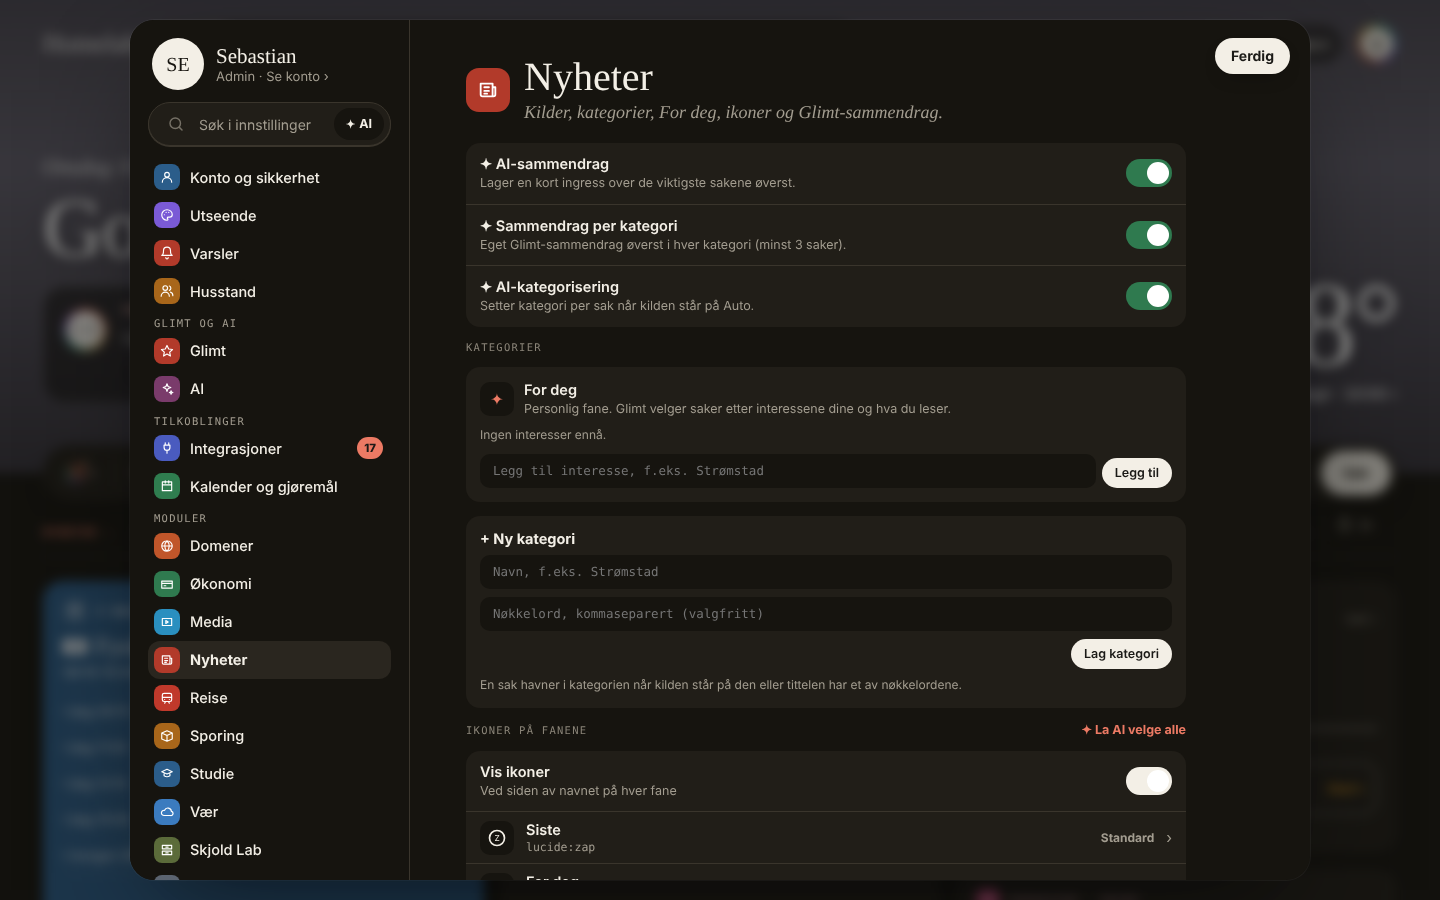 SE
Sebastian
Admin · Se konto ›
Søk i innstillinger
✦ AI
Konto og sikkerhet
Utseende
Varsler
Husstand
GLIMT OG AI
Glimt
AI
TILKOBLINGER
Integrasjoner
17
Kalender og gjøremål
MODULER
Domener
Økonomi
Media
Nyheter
Reise
Sporing
Studie
Vær
Skjold Lab
Ferdig
Nyheter
Kilder, kategorier, For deg, ikoner og Glimt-sammendrag.
✦ AI-sammendrag
Lager en kort ingress over de viktigste sakene øverst.
✦ Sammendrag per kategori
Eget Glimt-sammendrag øverst i hver kategori (minst 3 saker).
✦ AI-kategorisering
Setter kategori per sak når kilden står på Auto.
KATEGORIER
For deg
Personlig fane. Glimt velger saker etter interessene dine og hva du leser.
Ingen interesser ennå.
Legg til interesse, f.eks. Strømstad
Legg til
+ Ny kategori
Navn, f.eks. Strømstad
Nøkkelord, kommaseparert (valgfritt)
Lag kategori
En sak havner i kategorien når kilden står på den eller tittelen har et av nøkkelordene.
IKONER PÅ FANENE
✦ La AI velge alle
Vis ikoner
Ved siden av navnet på hver fane
Siste
lucide:zap
Standard ›
For deg
8°